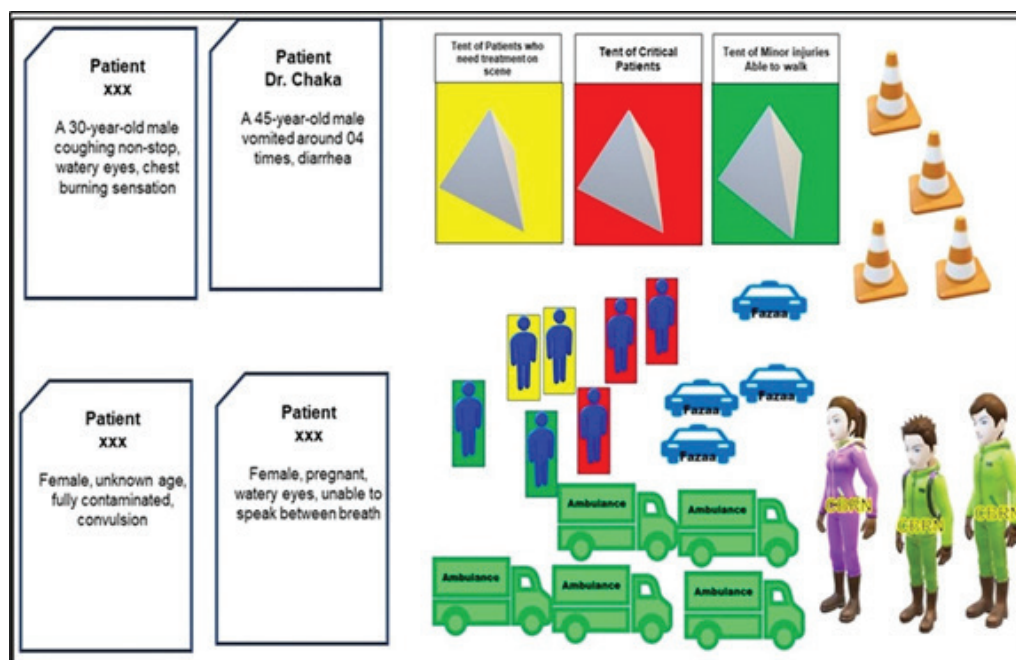 Patient
xxx
A 30-year-old male
coughing non-stop,
watery eyes, chest
burning sensation
Patient
Dr. Chaka
A 45-year-old male
vomited around 04
times, diarrhea
Tent of Patients who
need treatment on
scene
Tent of Critical
Patients
Tent of Minor injuries
Able to walk
Fazaa
Fazaa
Fazaa
Fazaa
Patient
xxx
Female, unknown age,
fully contaminated,
convulsion
Patient
xxx
Female, pregnant,
watery eyes, unable to
speak between breath
Ambulance
Ambulance
Ambulance
Ambulance
Ambulance
CBRN
CBRN
CBRN